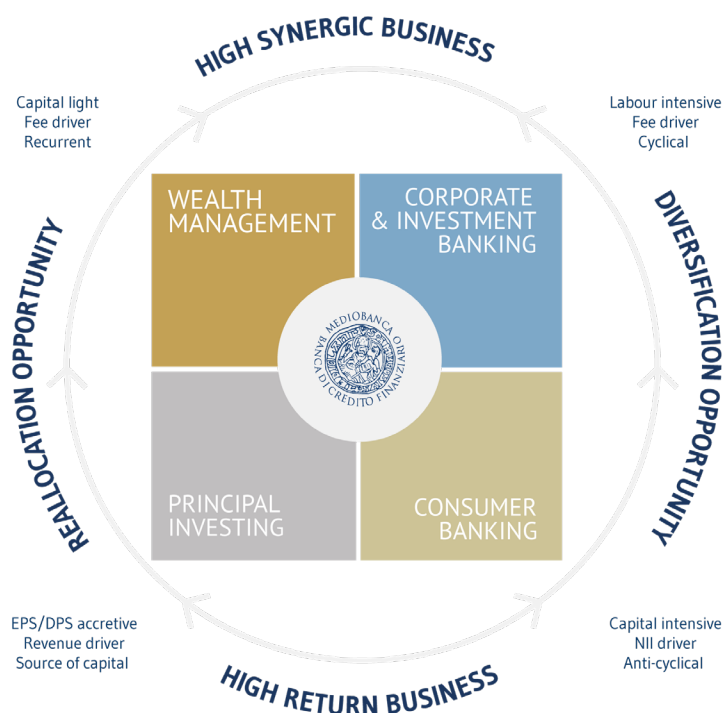 HIGH SYNERGIC BUSINESS
Capital light
Fee driver
Recurrent
Labour intensive
Fee driver
Cyclical
WEALTH
MANAGEMENT
CORPORATE
& INVESTMENT
BANKING
REALLOCATION OPPORTUNITY
DIVERSIFICATION OPPORTUNITY
MEDIOBANCA
BANCA DI CREDITO FINANZIARIO
PRINCIPAL
INVESTING
CONSUMER
BANKING
EPS/DPS accretive
Revenue driver
Source of capital
Capital intensive
NII driver
Anti-cyclical
HIGH RETURN BUSINESS